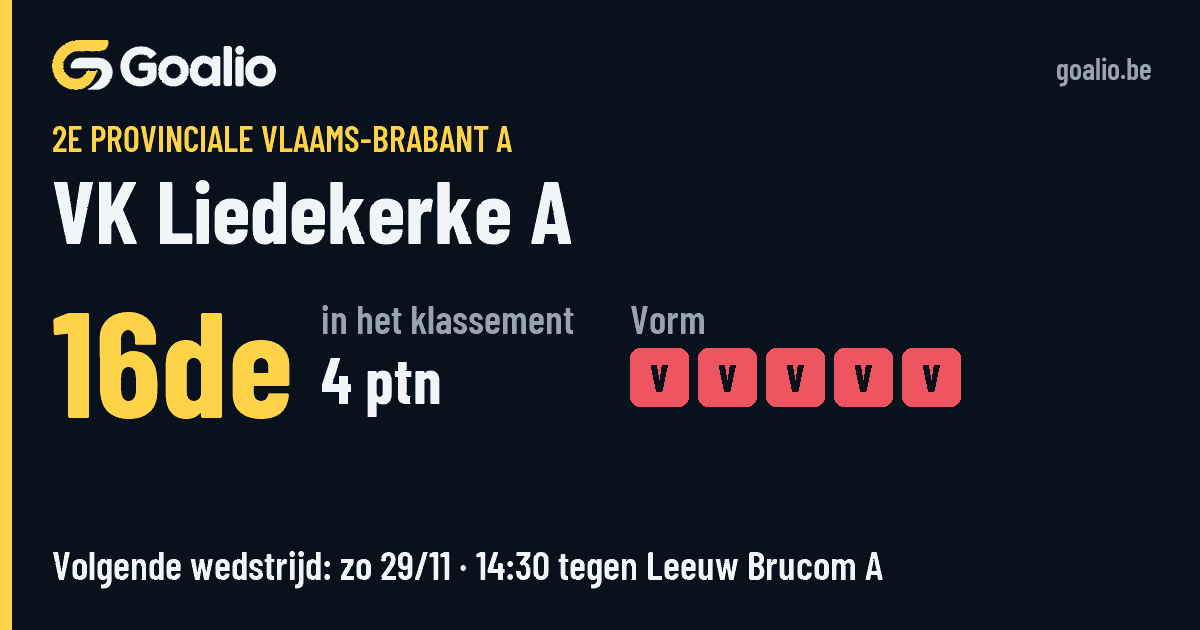 Goalio
goalio.be
2E PROVINCIALE VLAAMS-BRABANT A
VK Liedekerke A
16de
in het klassement
4 ptn
Vorm
V V V V V
Volgende wedstrijd: zo 29/11 · 14:30 tegen Leeuw Brucom A